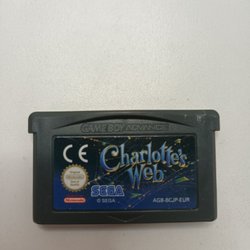 GAME BOY ADVANCE
CE
Charlotte's
Web
Nintendo
SEGA
© SEGA
AGB-BCJP-EUR